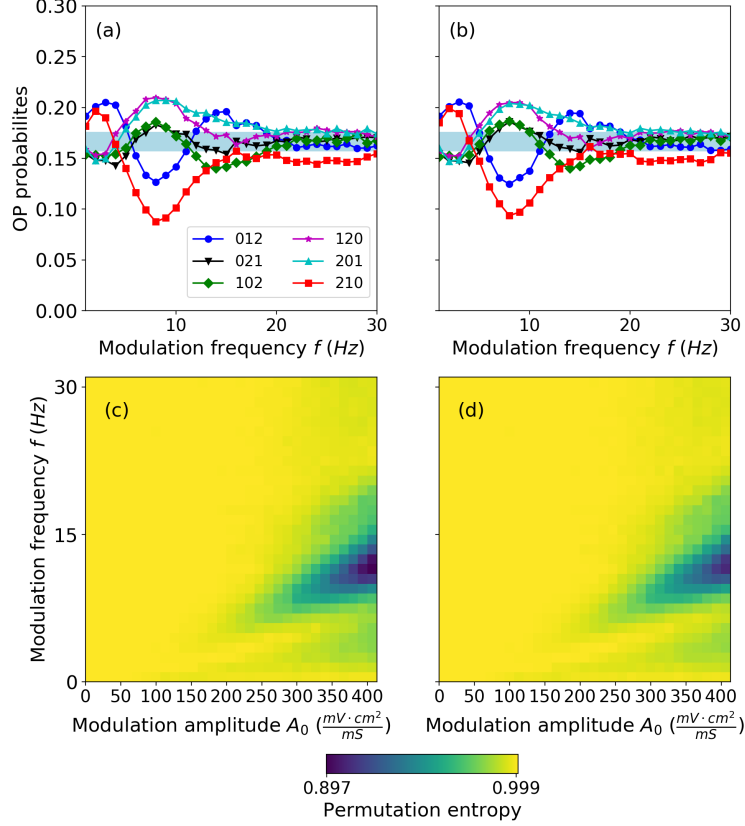 (a)
(b)
OP probabilites
0.30
0.25
0.20
0.15
0.10
0.05
0.00
012
021
102
120
201
210
10
20
30
10
20
30
Modulation frequency f (Hz)
Modulation frequency f (Hz)
(c)
(d)
Modulation frequency f (Hz)
30
15
0
0 50 100 150 200 250 300 350 400
0 50 100 150 200 250 300 350 400
Modulation amplitude A₀ (mV·cm²/mS)
Modulation amplitude A₀ (mV·cm²/mS)
0.897
0.999
Permutation entropy